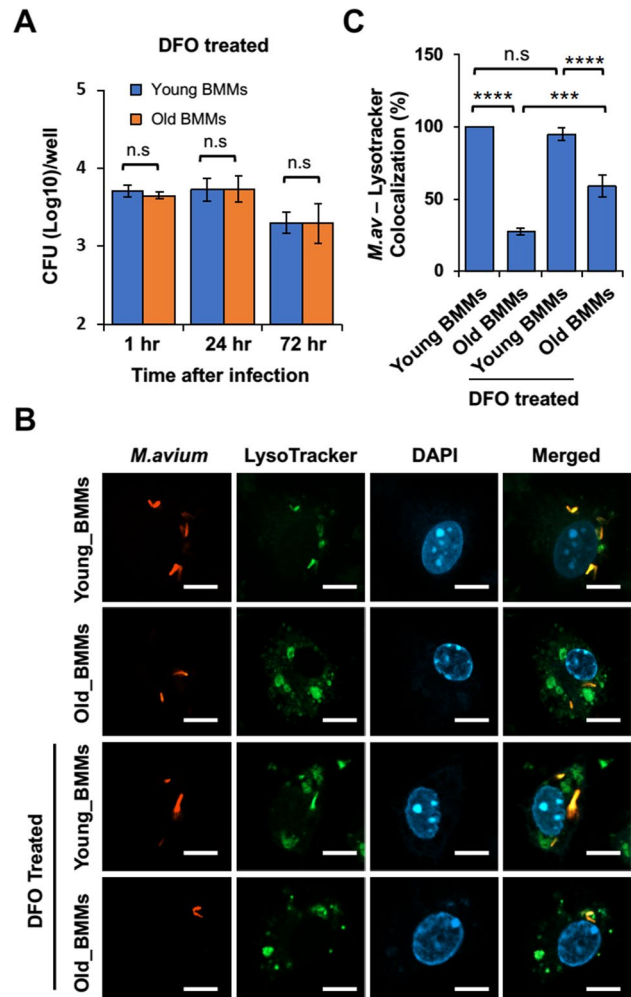 A
DFO treated
5
4
3
2
CFU (Log10)/well
Young BMMs
Old BMMs
n.s
n.s
n.s
1 hr
24 hr
72 hr
Time after infection
C
150
100
50
0
M.av – Lysotracker
Colocalization (%)
n.s
****
****
***
Young BMMs
Old BMMs
Young BMMs
Old BMMs
DFO treated
B
M.avium
LysoTracker
DAPI
Merged
Young_BMMs
Old_BMMs
DFO Treated
Young_BMMs
Old_BMMs